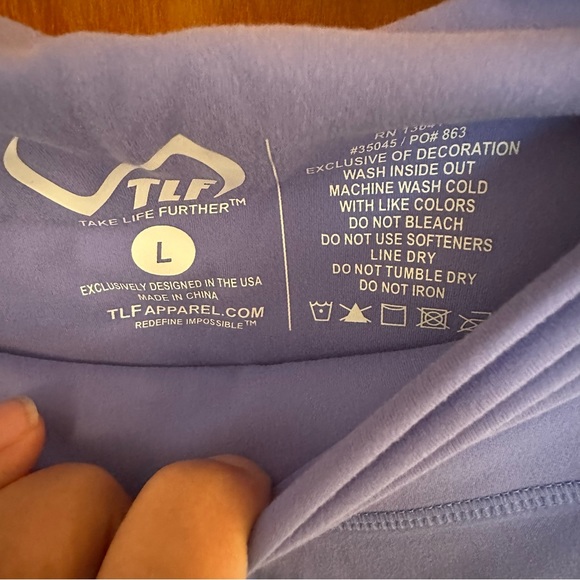 TLF
TAKE LIFE FURTHER™
L
EXCLUSIVELY DESIGNED IN THE USA
MADE IN CHINA
TLFAPPAREL.COM
REDEFINE IMPOSSIBLE™
RN
#35045 / PO# 863
EXCLUSIVE OF DECORATION
WASH INSIDE OUT
MACHINE WASH COLD
WITH LIKE COLORS
DO NOT BLEACH
DO NOT USE SOFTENERS
LINE DRY
DO NOT TUMBLE DRY
DO NOT IRON